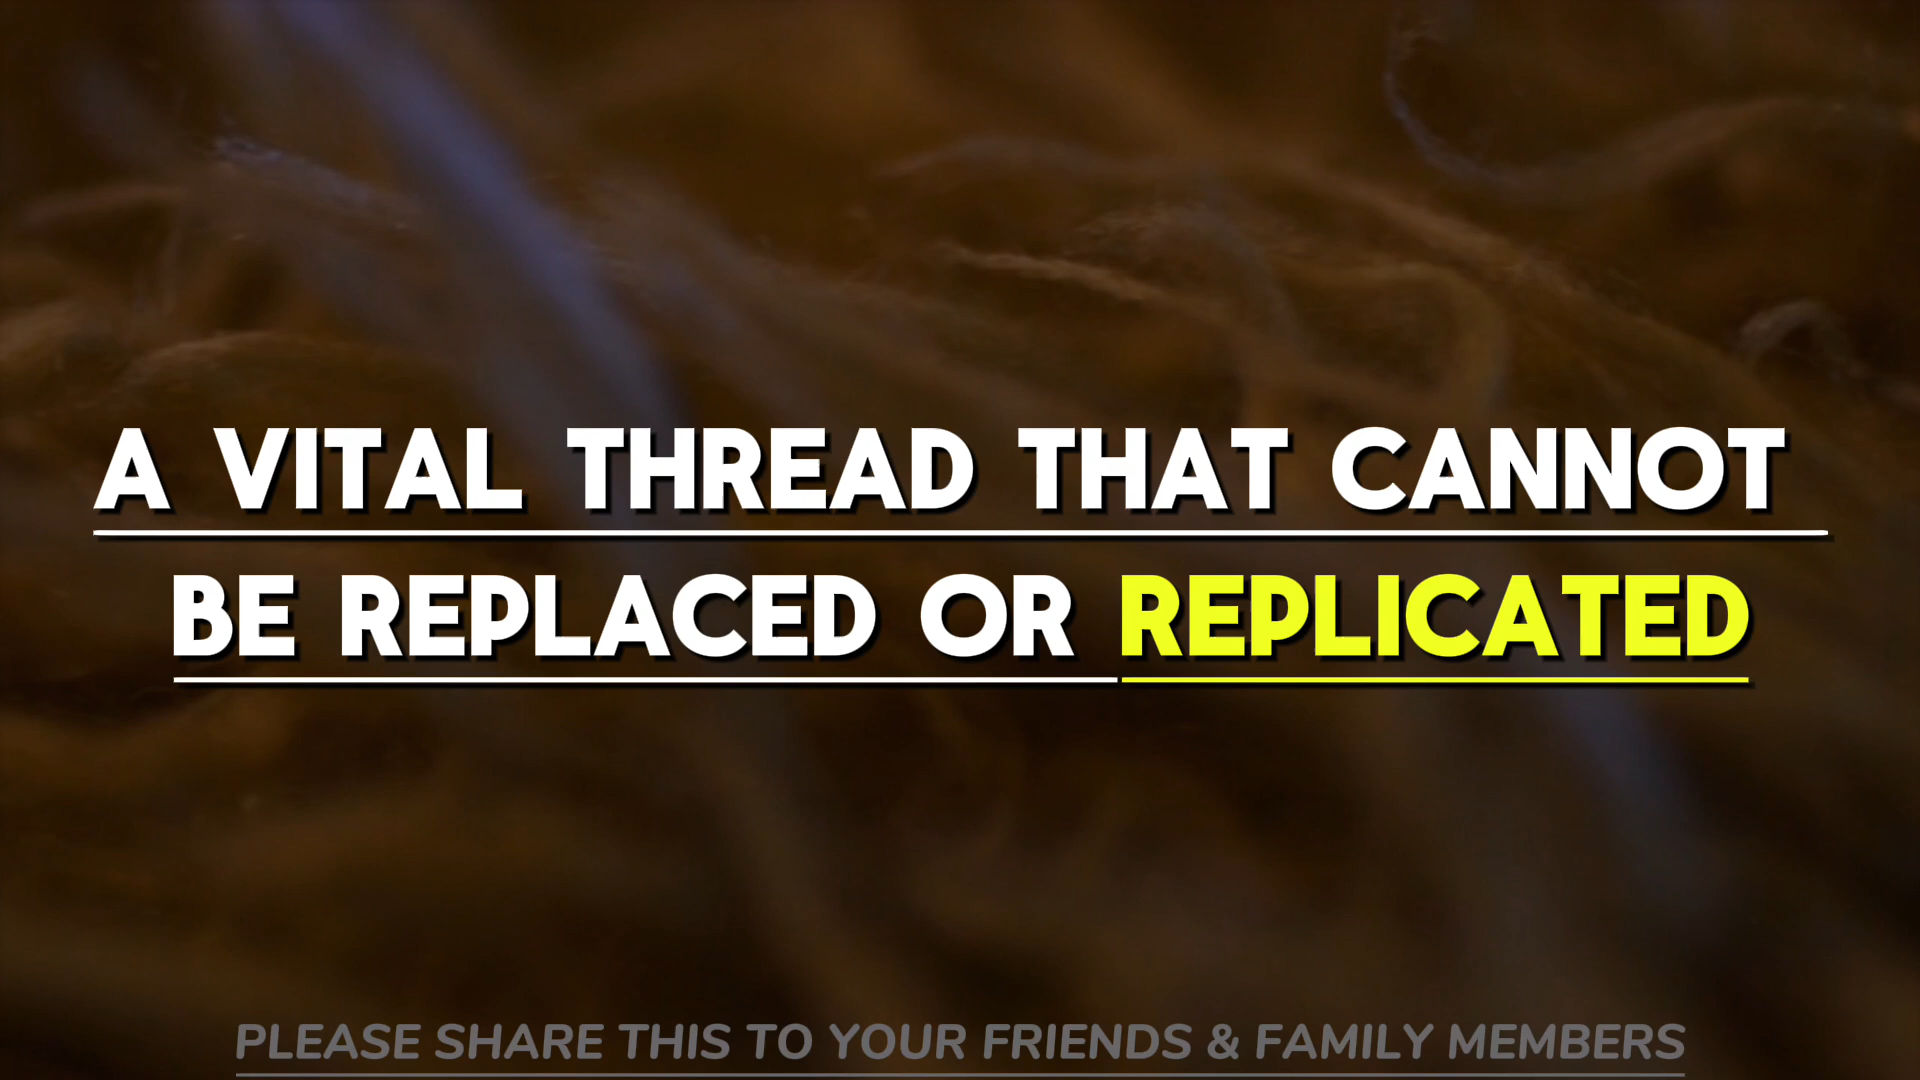 A VITAL THREAD THAT CANNOT
BE REPLACED OR REPLICATED
PLEASE SHARE THIS TO YOUR FRIENDS & FAMILY MEMBERS